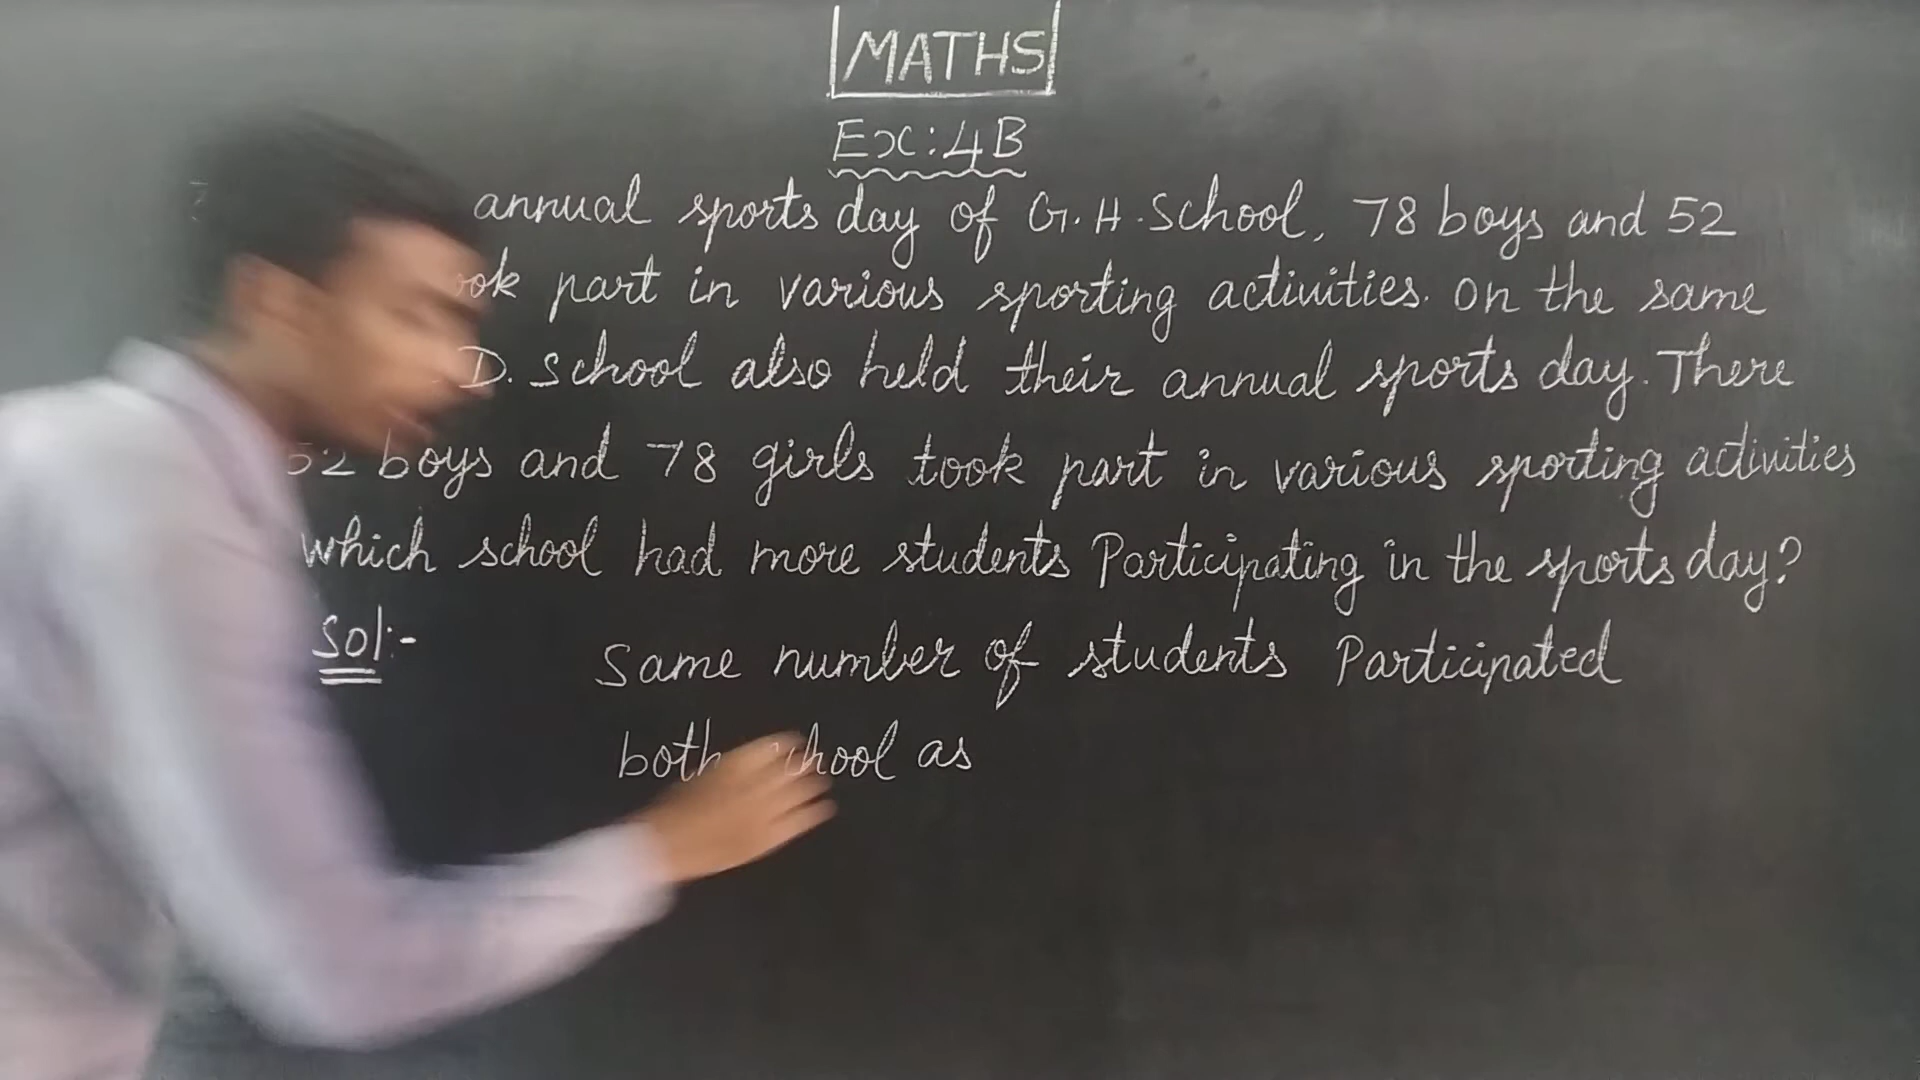 MATHS
Ex:4B
annual sports day of G.H.School, 78 boys and 52
ook part in various sporting activities. On the same
D. School also held their annual sports day. There
52 boys and 78 girls took part in various sporting activities
which school had more students Participating in the sports day?
Sol:-
Same number of students Participated
both school as